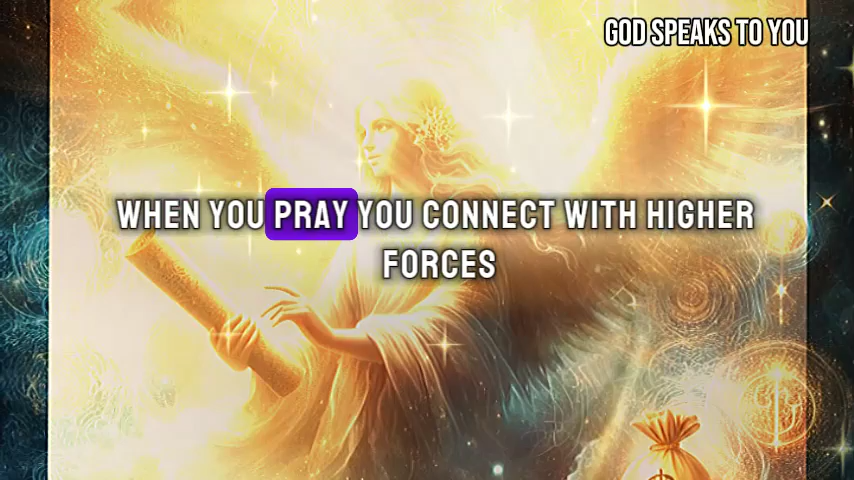 GOD SPEAKS TO YOU
WHEN YOU PRAY YOU CONNECT WITH HIGHER
FORCES